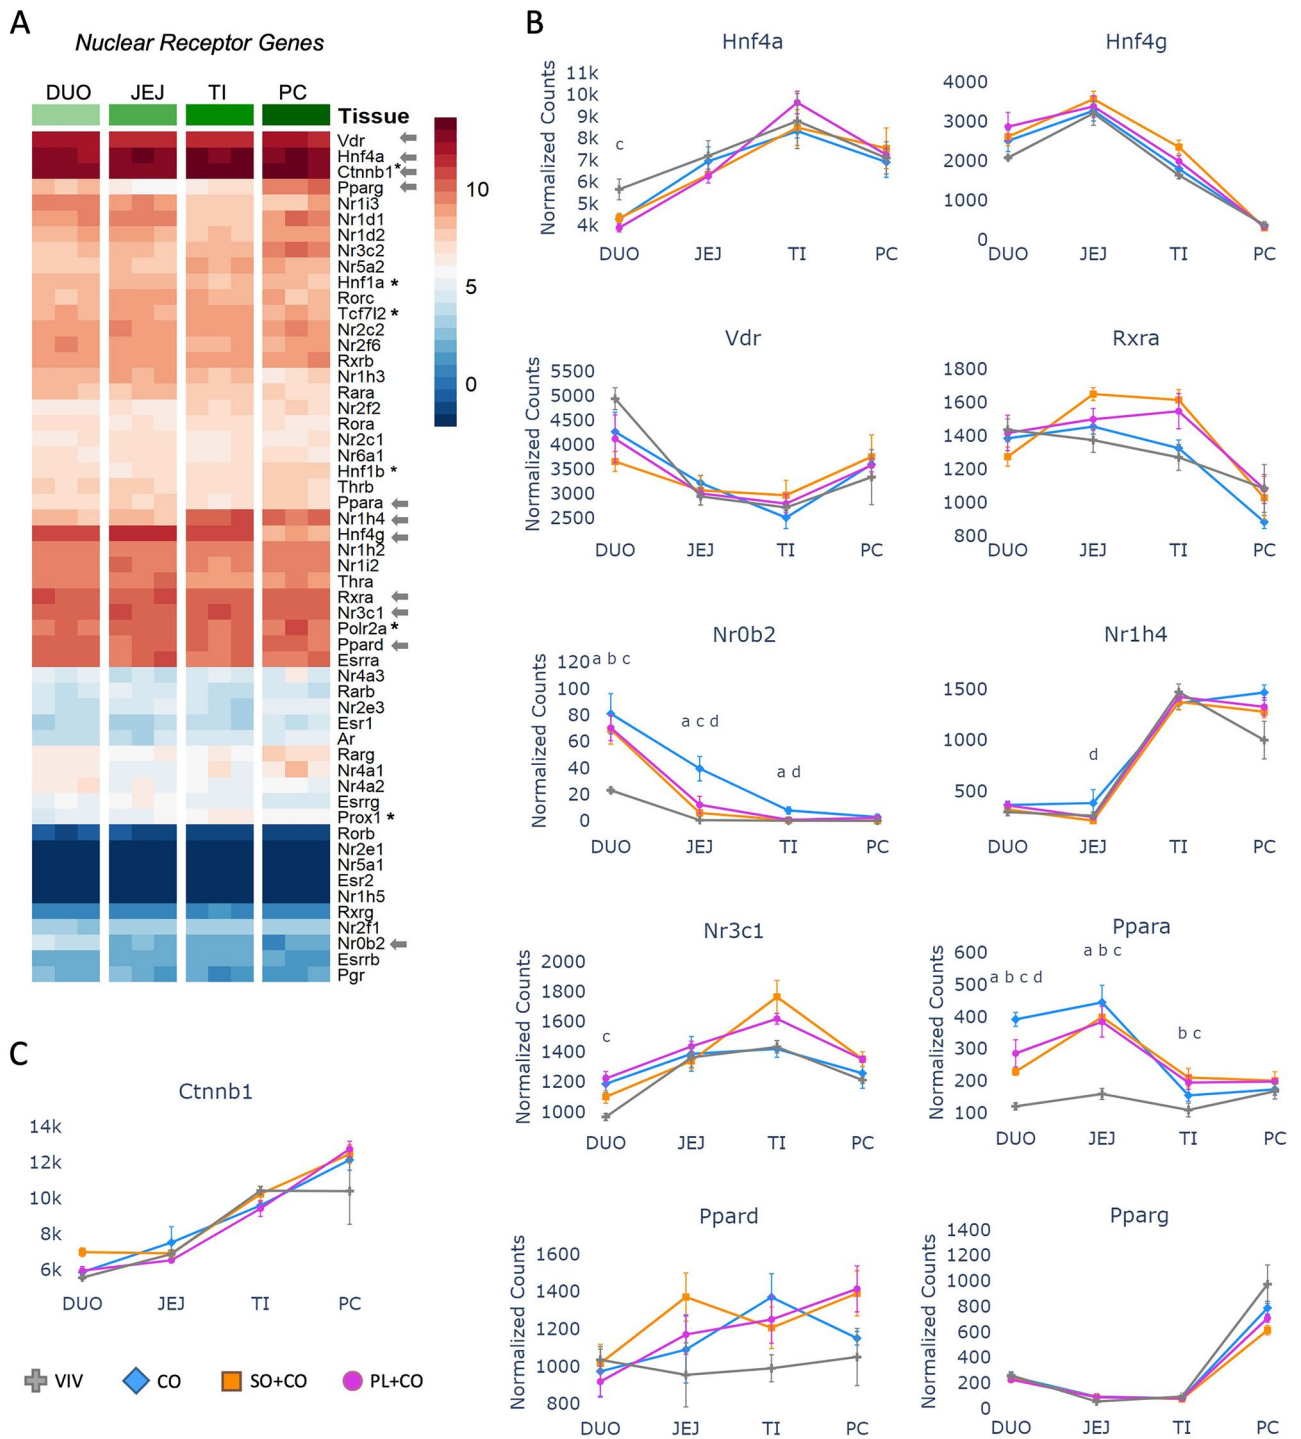 A
Nuclear Receptor Genes
DUO JEJ TI PC
Tissue
Vdr
Hnf4a
Ctnnb1*
Pparg
Nr1i3
Nr1d1
Nr1d2
Nr3c2
Nr5a2
Hnf1a *
Rorc
Tcf7l2 *
Nr2c2
Nr2f6
Rxrb
Nr1h3
Rara
Nr2f2
Rora
Nr2c1
Nr6a1
Hnf1b *
Thrb
Ppara
Nr1h4
Hnf4g
Nr1h2
Nr1i2
Thra
Rxra
Nr3c1
Polr2a *
Ppard
Esrra
Nr4a3
Rarb
Nr2e3
Esr1
Ar
Rarg
Nr4a1
Nr4a2
Esrrg
Prox1 *
Rorb
Nr2e1
Nr5a1
Esr2
Nr1h5
Rxrg
Nr2f1
Nr0b2
Esrrb
Pgr
10
5
0
B
Hnf4a
Normalized Counts
11k
10k
9k
8k
7k
6k
5k
4k
c
DUO JEJ TI PC
Hnf4g
4000
3000
2000
1000
0
DUO JEJ TI PC
Vdr
Normalized Counts
5500
5000
4500
4000
3500
3000
2500
DUO JEJ TI PC
Rxra
1800
1600
1400
1200
1000
800
DUO JEJ TI PC
Nr0b2
Normalized Counts
120
100
80
60
40
20
0
a b c
a c d
a d
DUO JEJ TI PC
Nr1h4
1500
1000
500
d
DUO JEJ TI PC
Nr3c1
Normalized Counts
2000
1800
1600
1400
1200
1000
c
DUO JEJ TI PC
Ppara
Normalized Counts
600
500
400
300
200
100
a b c d
a b c
b c
DUO JEJ TI PC
Ppard
Normalized Counts
1600
1400
1200
1000
800
DUO JEJ TI PC
Pparg
Normalized Counts
1400
1200
1000
800
600
400
200
0
DUO JEJ TI PC
C
Ctnnb1
14k
12k
10k
8k
6k
DUO JEJ TI PC
VIV CO SO+CO PL+CO